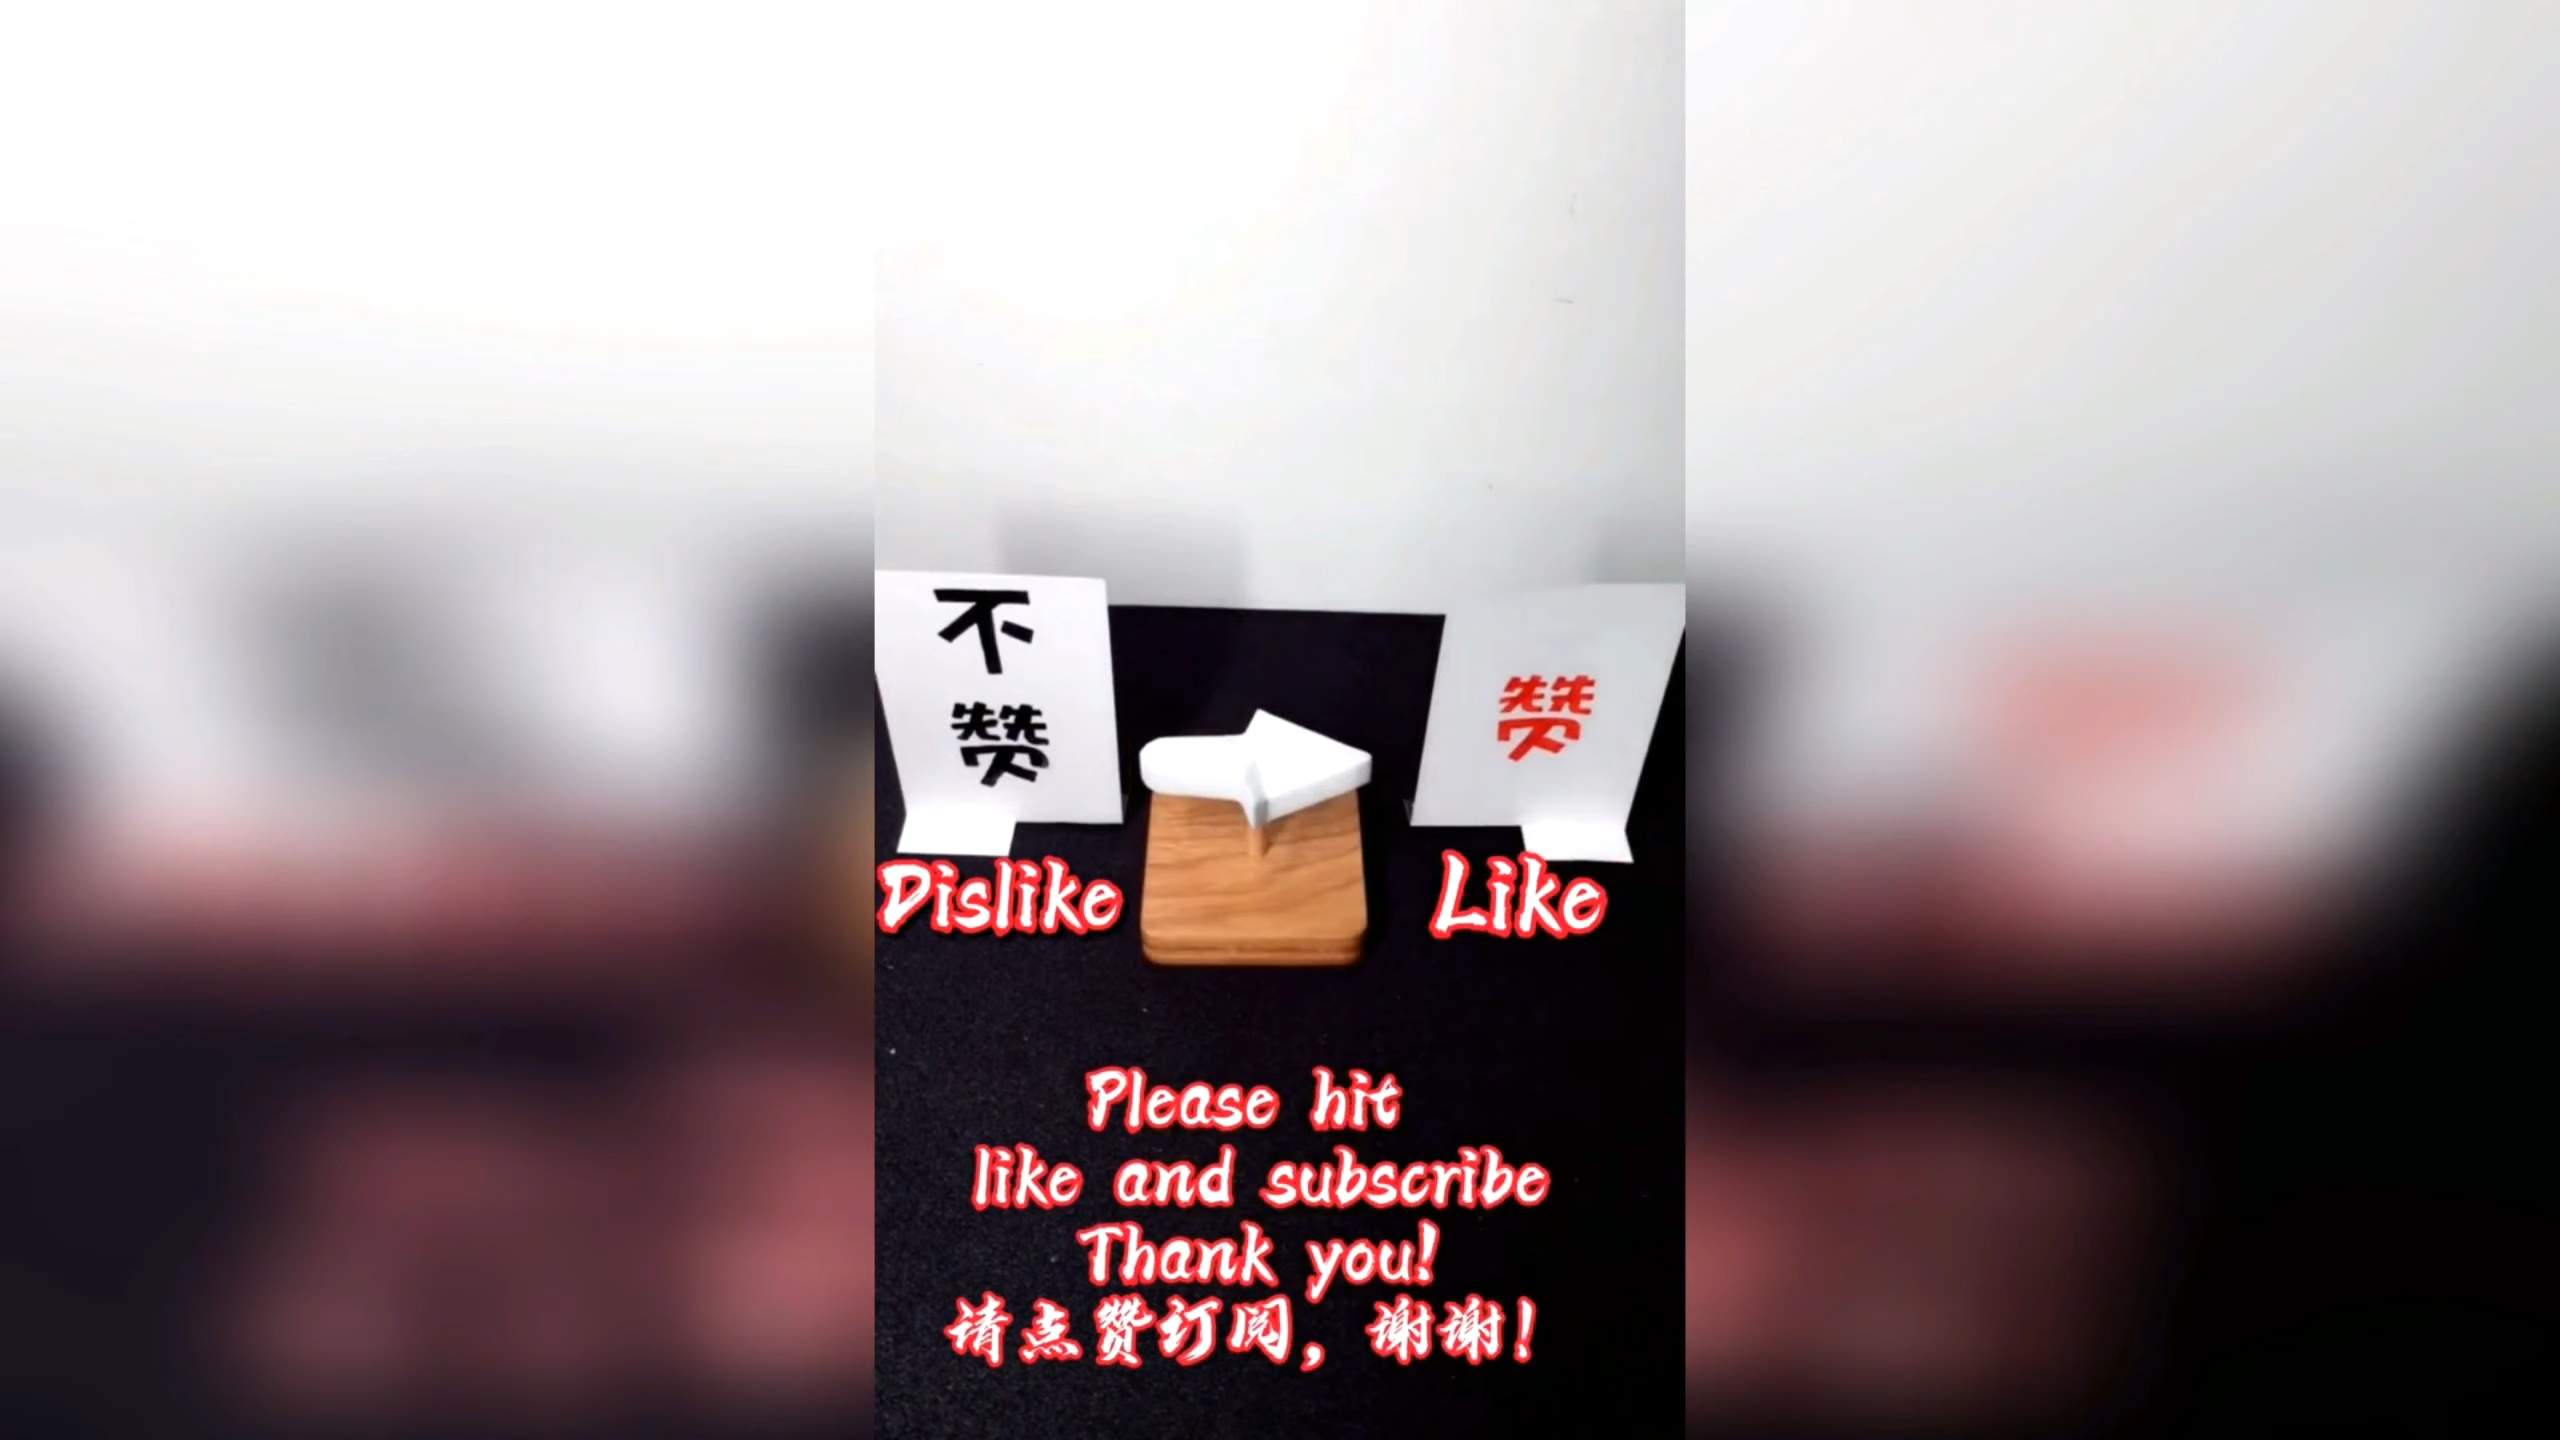 不
赞
赞
Dislike
Like
Please hit
like and subscribe
Thank you!
请点赞订阅，谢谢！